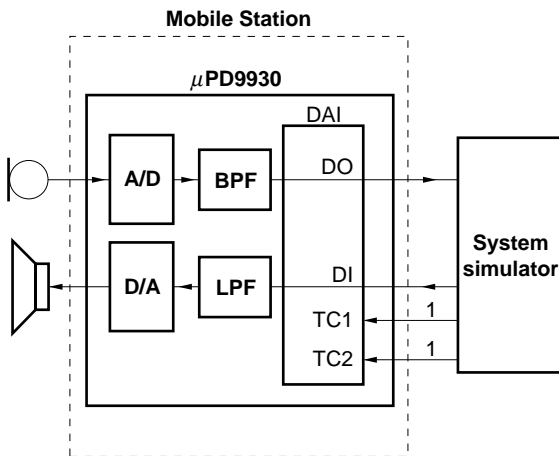 Mobile Station
μPD9930
DAI
A/D
BPF
DO
D/A
LPF
DI
TC1
1
TC2
1
System
simulator